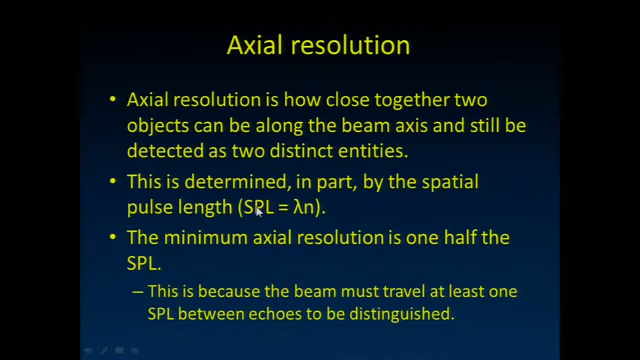 Axial resolution
• Axial resolution is how close together two
objects can be along the beam axis and still be
detected as two distinct entities.
• This is determined, in part, by the spatial
pulse length (SPL = λn).
• The minimum axial resolution is one half the
SPL.
– This is because the beam must travel at least one
SPL between echoes to be distinguished.